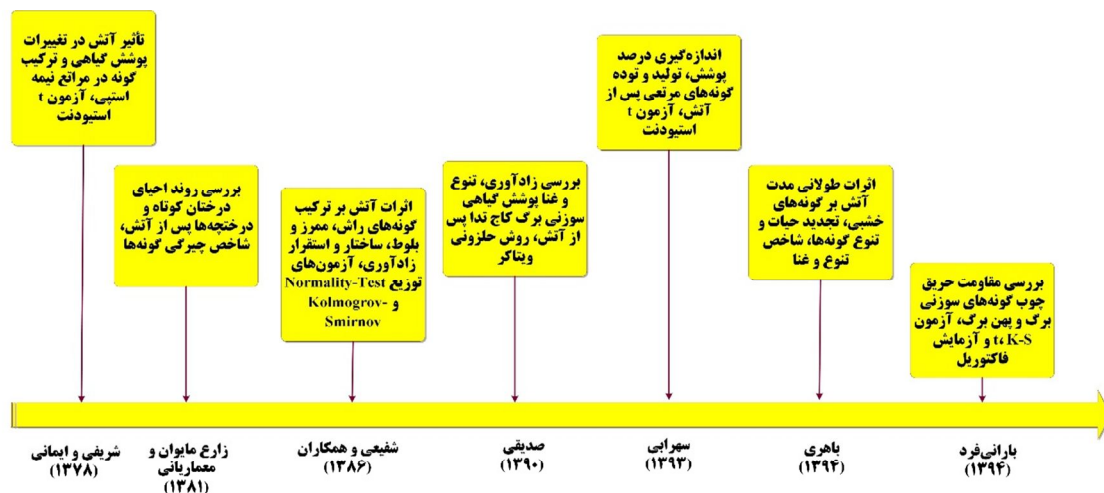 تأثیر آتش در تغییرات
پوشش گیاهی و ترکیب
گونه در مراتع نیمه
استپی، آزمون t
استیودنت
بررسی روند احیای
درختان کوتاه و
درختچه‌ها پس از آتش،
شاخص چیرگی گونه‌ها
اثرات آتش بر ترکیب
گونه‌های راش، ممرز و
بلوط، ساختار و استقرار
زادآوری، آزمون‌های
توزیع Normality-Test
و Kolmogrov-
Smirnov
بررسی زادآوری، تنوع
و غنا پوشش گیاهی
سوزنی برگ کاج تدا پس
از آتش، روش حلزونی
ویتاکر
اندازه‌گیری درصد
پوشش، تولید و توده
گونه‌های مرتعی پس از
آتش، آزمون t
استیودنت
اثرات طولانی مدت
آتش بر گونه‌های
خشبی، تجدید حیات و
تنوع گونه‌ها، شاخص
تنوع و غنا
بررسی مقاومت حریق
چوب گونه‌های سوزنی
برگ و پهن برگ، آزمون
t، K-S و آزمایش
فاکتوریل
شریفی و ایمانی
(۱۳۷۸)
زارع مایوان و
معماریانی
(۱۳۸۱)
شفیعی و همکاران
(۱۳۸۶)
صدیقی
(۱۳۹۰)
سهرابی
(۱۳۹۳)
باهری
(۱۳۹۴)
بارانی‌فرد
(۱۳۹۴)